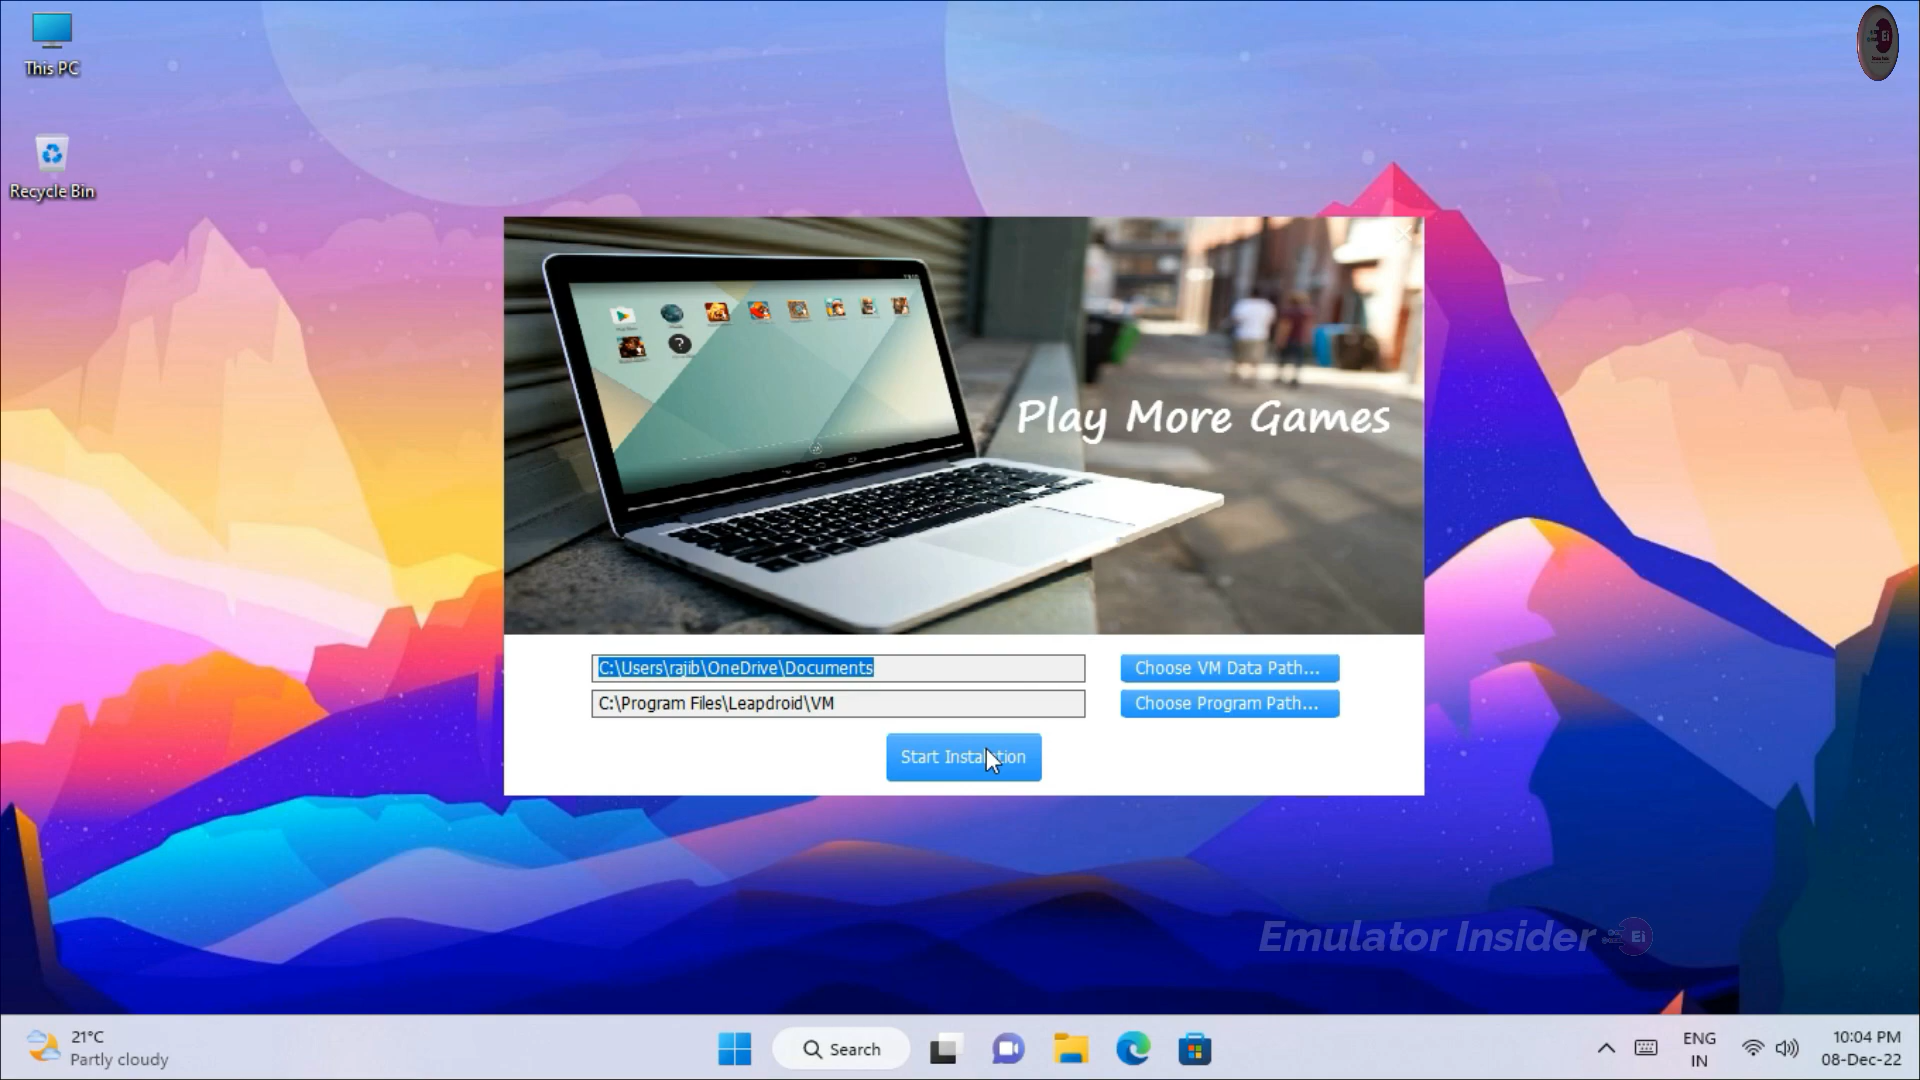 This PC
Recycle Bin
Play More Games
C:\Users\rajib\OneDrive\Documents
Choose VM Data Path...
C:\Program Files\Leapdroid\VM
Choose Program Path...
Start Installation
Emulator Insider
Ei
21°C
Partly cloudy
Search
ENG
IN
10:04 PM
08-Dec-22